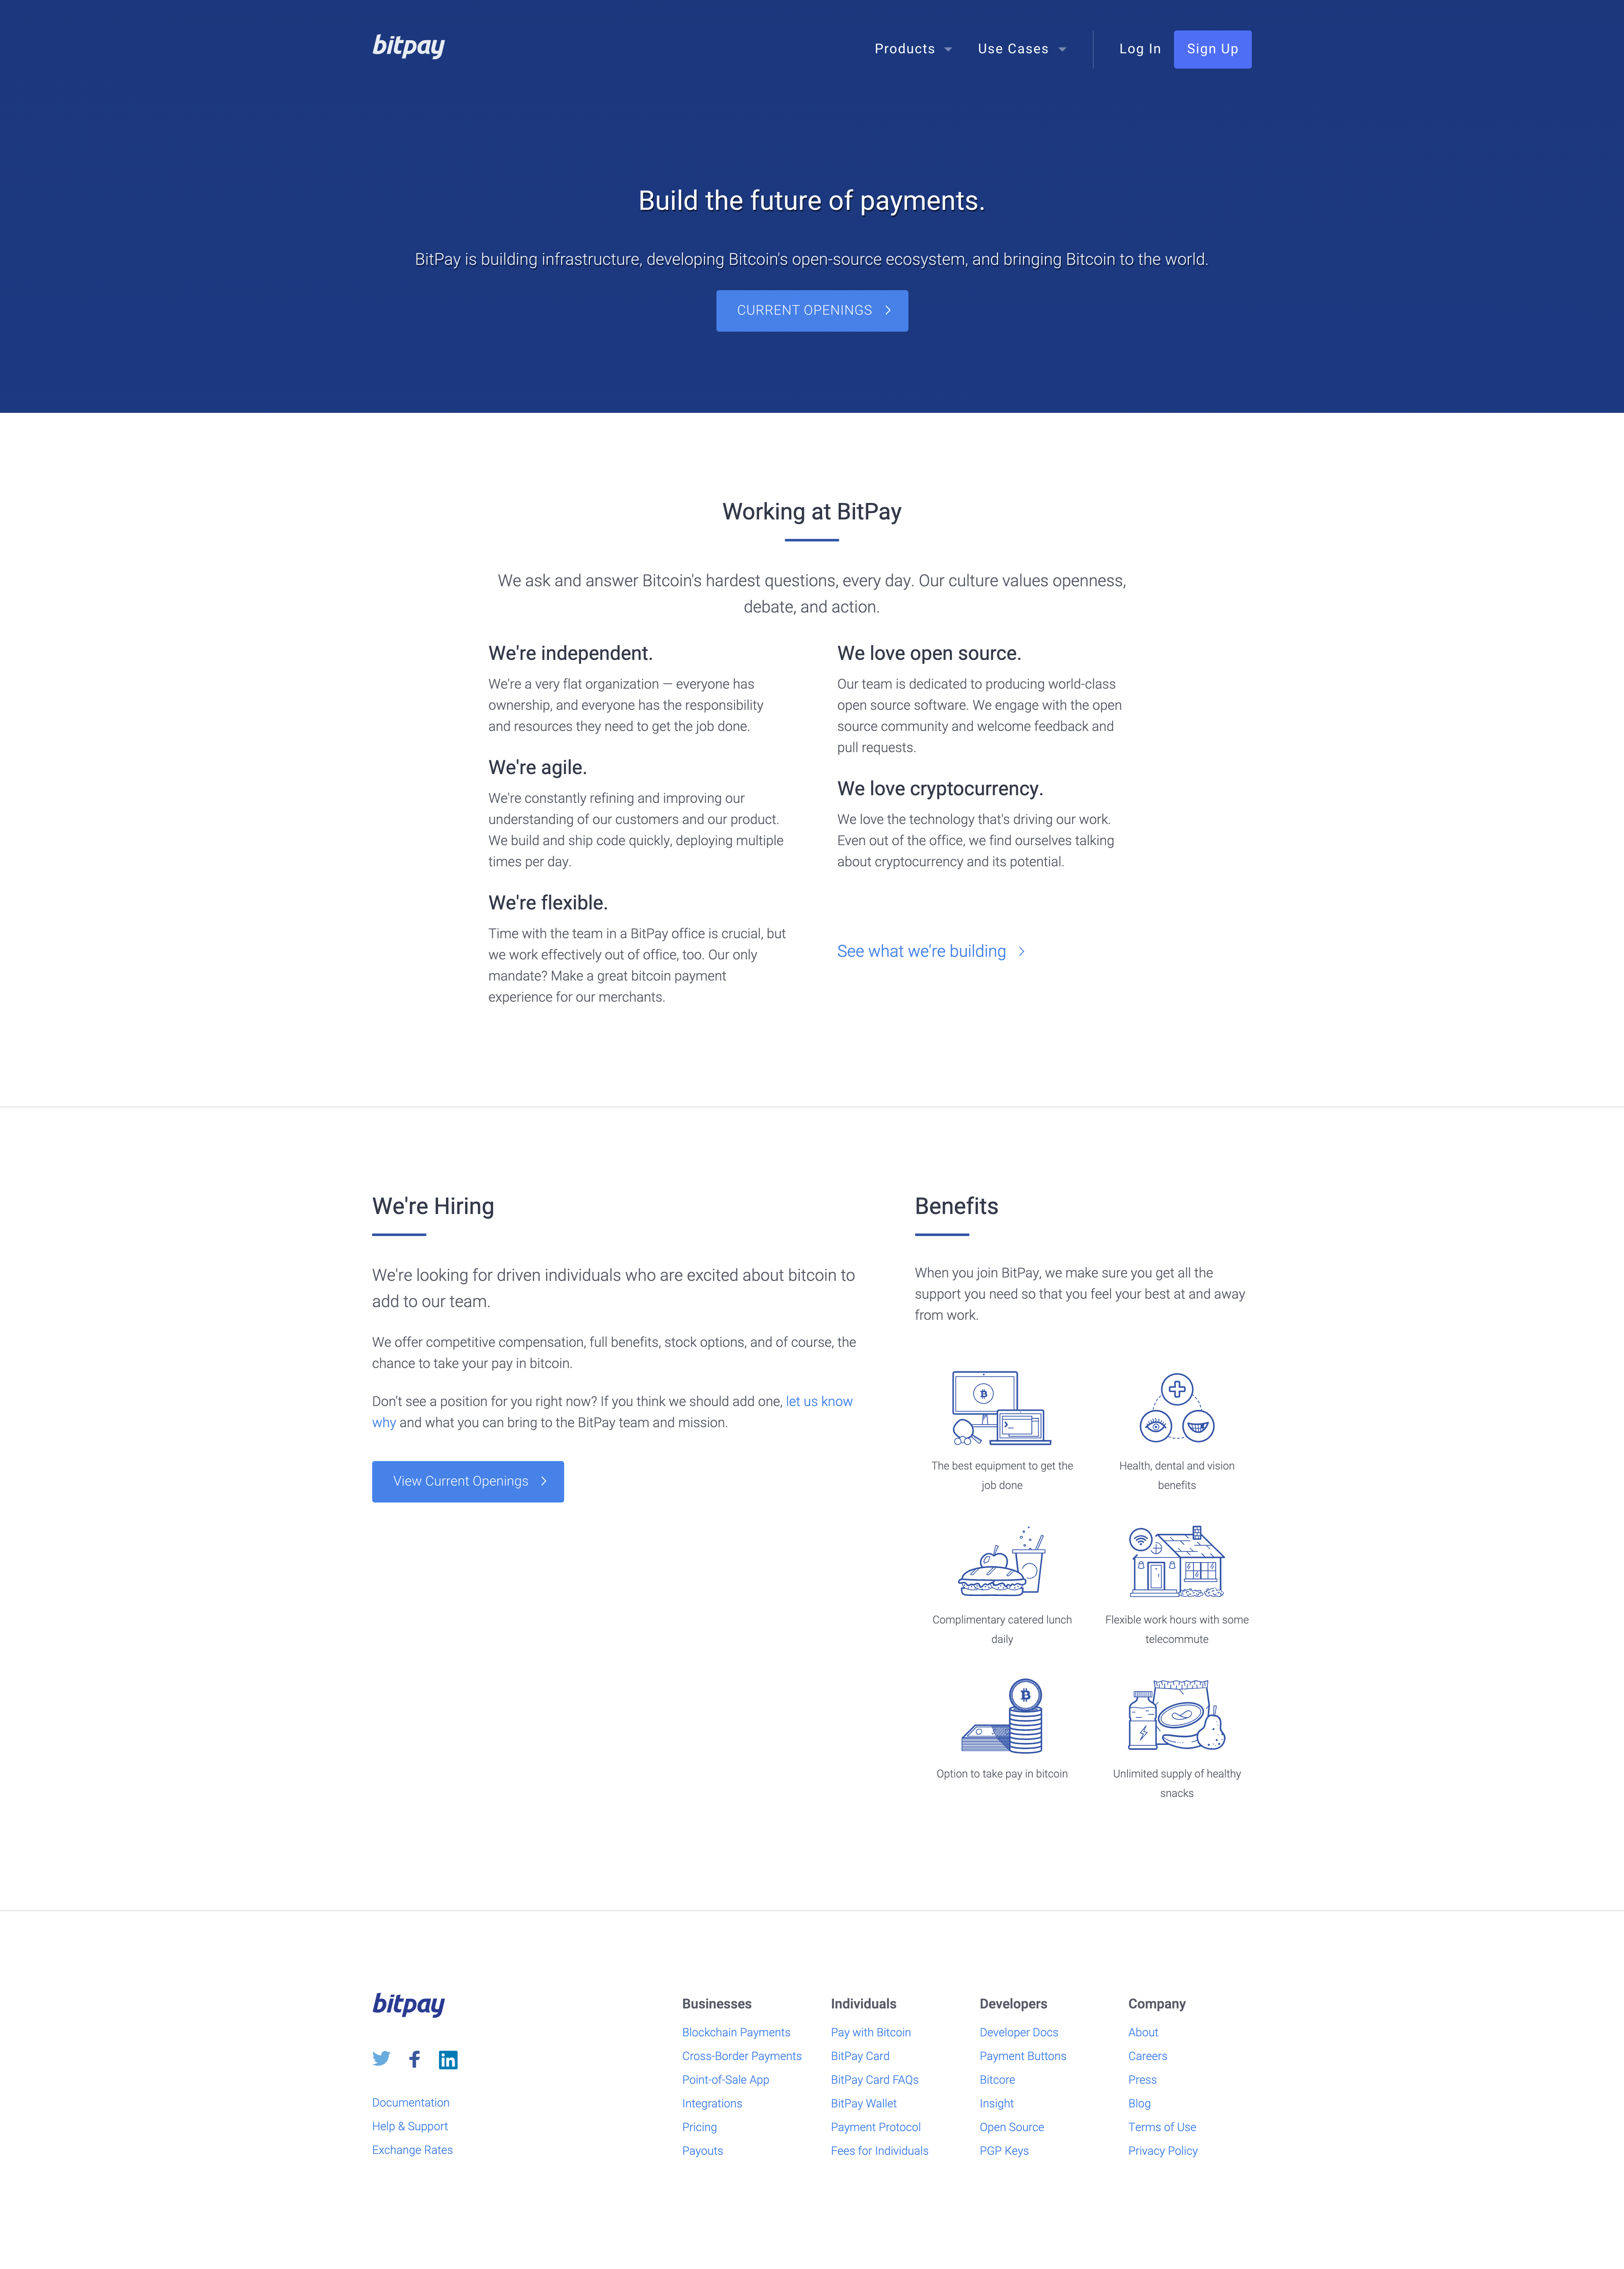 bitpay
Products
Use Cases
Log In
Sign Up
Build the future of payments.
BitPay is building infrastructure, developing Bitcoin's open-source ecosystem, and bringing Bitcoin to the world.
CURRENT OPENINGS
Working at BitPay
We ask and answer Bitcoin's hardest questions, every day. Our culture values openness,
debate, and action.
We're independent.
We're a very flat organization — everyone has
ownership, and everyone has the responsibility
and resources they need to get the job done.
We're agile.
We're constantly refining and improving our
understanding of our customers and our product.
We build and ship code quickly, deploying multiple
times per day.
We're flexible.
Time with the team in a BitPay office is crucial, but
we work effectively out of office, too. Our only
mandate? Make a great bitcoin payment
experience for our merchants.
We love open source.
Our team is dedicated to producing world-class
open source software. We engage with the open
source community and welcome feedback and
pull requests.
We love cryptocurrency.
We love the technology that's driving our work.
Even out of the office, we find ourselves talking
about cryptocurrency and its potential.
See what we're building
We're Hiring
We're looking for driven individuals who are excited about bitcoin to
add to our team.
We offer competitive compensation, full benefits, stock options, and of course, the
chance to take your pay in bitcoin.
Don't see a position for you right now? If you think we should add one, let us know
why and what you can bring to the BitPay team and mission.
View Current Openings
Benefits
When you join BitPay, we make sure you get all the
support you need so that you feel your best at and away
from work.
The best equipment to get the
job done
Health, dental and vision
benefits
Complimentary catered lunch
daily
Flexible work hours with some
telecommute
Option to take pay in bitcoin
Unlimited supply of healthy
snacks
bitpay
Documentation
Help & Support
Exchange Rates
Businesses
Blockchain Payments
Cross-Border Payments
Point-of-Sale App
Integrations
Pricing
Payouts
Individuals
Pay with Bitcoin
BitPay Card
BitPay Card FAQs
BitPay Wallet
Payment Protocol
Fees for Individuals
Developers
Developer Docs
Payment Buttons
Bitcore
Insight
Open Source
PGP Keys
Company
About
Careers
Press
Blog
Terms of Use
Privacy Policy